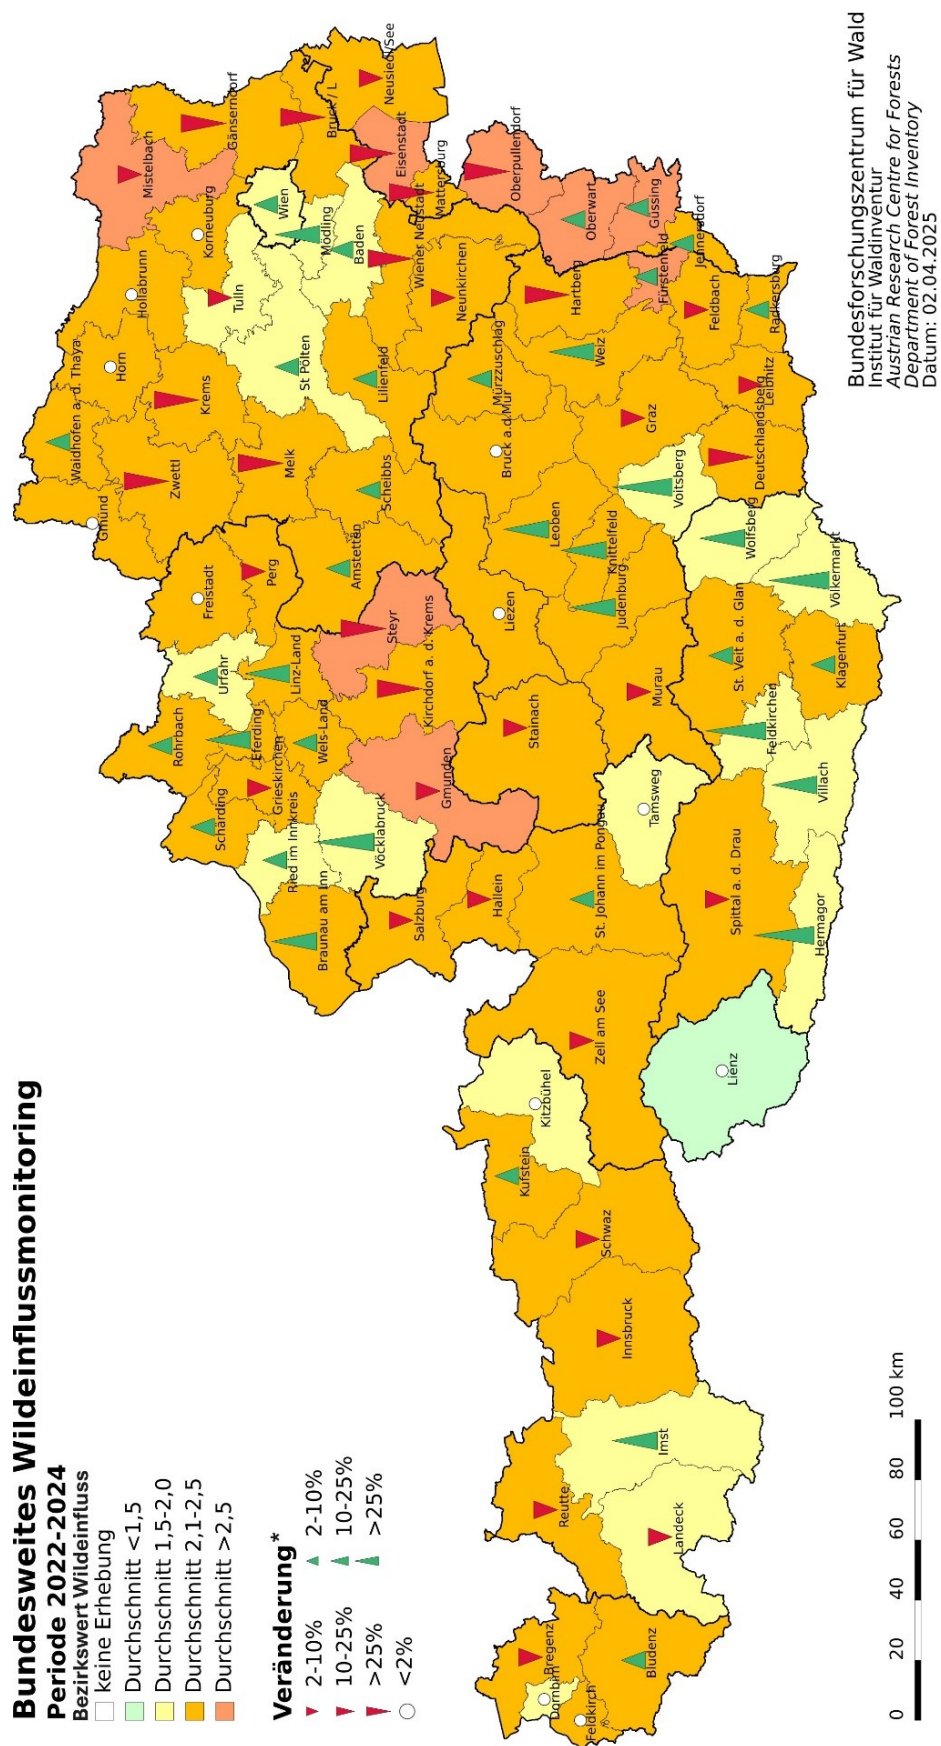 Bundesweites Wildeinflussmonitoring
Periode 2022-2024
Bezirkswert Wildeinfluss
keine Erhebung
Durchschnitt <1,5
Durchschnitt 1,5-2,0
Durchschnitt 2,1-2,5
Durchschnitt >2,5
Veränderung*
2-10% 2-10%
10-25% 10-25%
>25% >25%
<2%
0 20 40 60 80 100 km
Bregenz
Dornbirn
Feldkirch
Bludenz
Reutte
Landeck
Imst
Innsbruck
Schwaz
Kufstein
Kitzbühel
Lienz
Zell am See
St. Johann im Pongau
Hallein
Salzburg
Tamsweg
Braunau am Inn
Ried im Innkreis
Schärding
Vöcklabruck
Gmunden
Grieskirchen
Eferding
Rohrbach
Wels-Land
Linz-Land
Urfahr
Kirchdorf a. d. Krems
Steyr
Freistadt
Perg
Spittal a. d. Drau
Hermagor
Villach
Feldkirchen
Klagenfurt
St. Veit a. d. Glan
Völkermarkt
Wolfsberg
Stainach
Liezen
Murau
Judenburg
Knittelfeld
Leoben
Bruck a.d.Mur
Mürzzuschlag
Voitsberg
Graz
Weiz
Hartberg
Deutschlandsberg
Leibnitz
Feldbach
Radkersburg
Fürstenfeld
Amstetten
Scheibbs
Melk
Zwettl
Gmünd
Waidhofen a. d. Thaya
Horn
Krems
Lilienfeld
St Pölten
Tulln
Hollabrunn
Korneuburg
Mistelbach
Gänserndorf
Wien
Mödling
Baden
Bruck / L
Wiener Neustadt
Neunkirchen
Neusiedl/See
Eisenstadt
Mattersburg
Oberpullendorf
Oberwart
Güssing
Jennersdorf
Bundesforschungszentrum für Wald
Institut für Waldinventur
Austrian Research Centre for Forests
Department of Forest Inventory
Datum: 02.04.2025